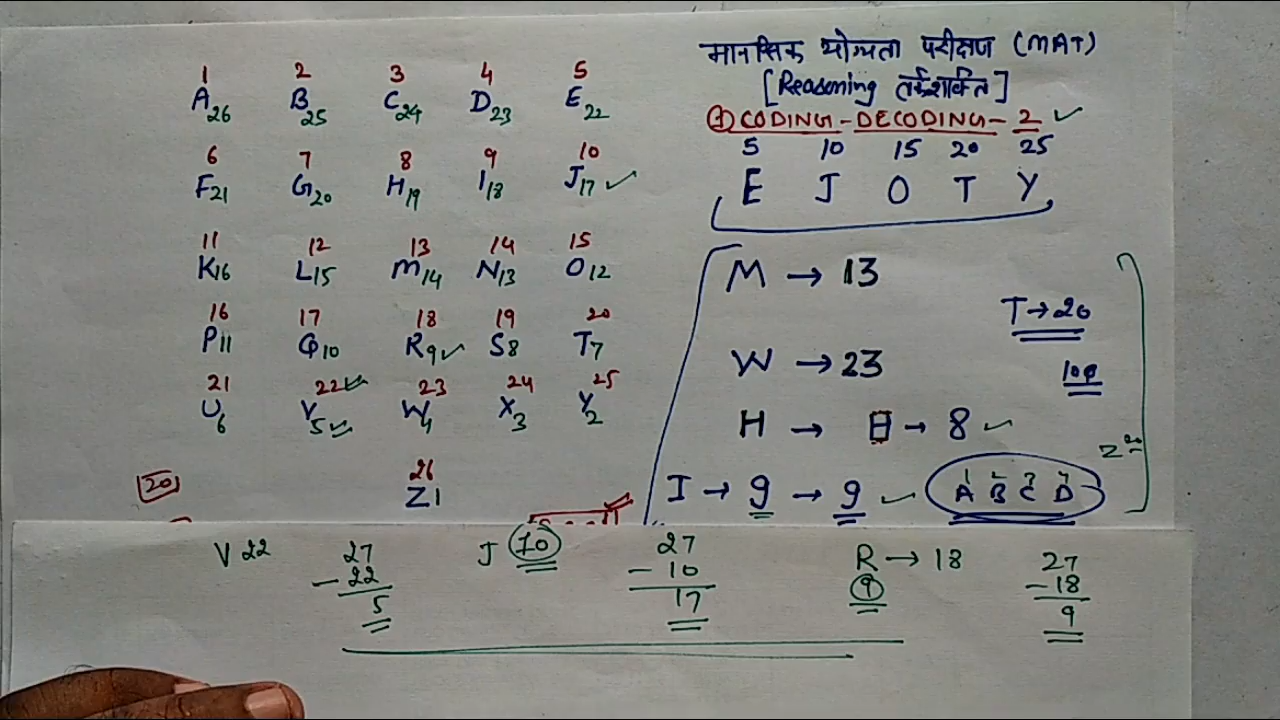 मानसिक योग्यता परीक्षण (MAT)
[Reasoning तर्कशक्ति]
② CODING-DECODING-2 ✓
5 10 15 20 25
E J O T Y
1 2 3 4 5
A26 B25 C24 D23 E22
6 7 8 9 10
F21 G20 H19 I18 J17 ✓
11 12 13 14 15
K16 L15 M14 N13 O12
16 17 18 19 20
P11 Q10 R9 ✓ S8 T7
21 22 ✓ 23 24 25
U6 V5 ✓ W4 X3 Y2
26
Z1
20
M → 13
T → 20
W → 23
H → 8 ✓
I → 9 → 9 ✓
1 2 3 4
A B C D
V 22
27
- 22
5
J 10
27
- 10
17
R → 18
9
27
- 18
9